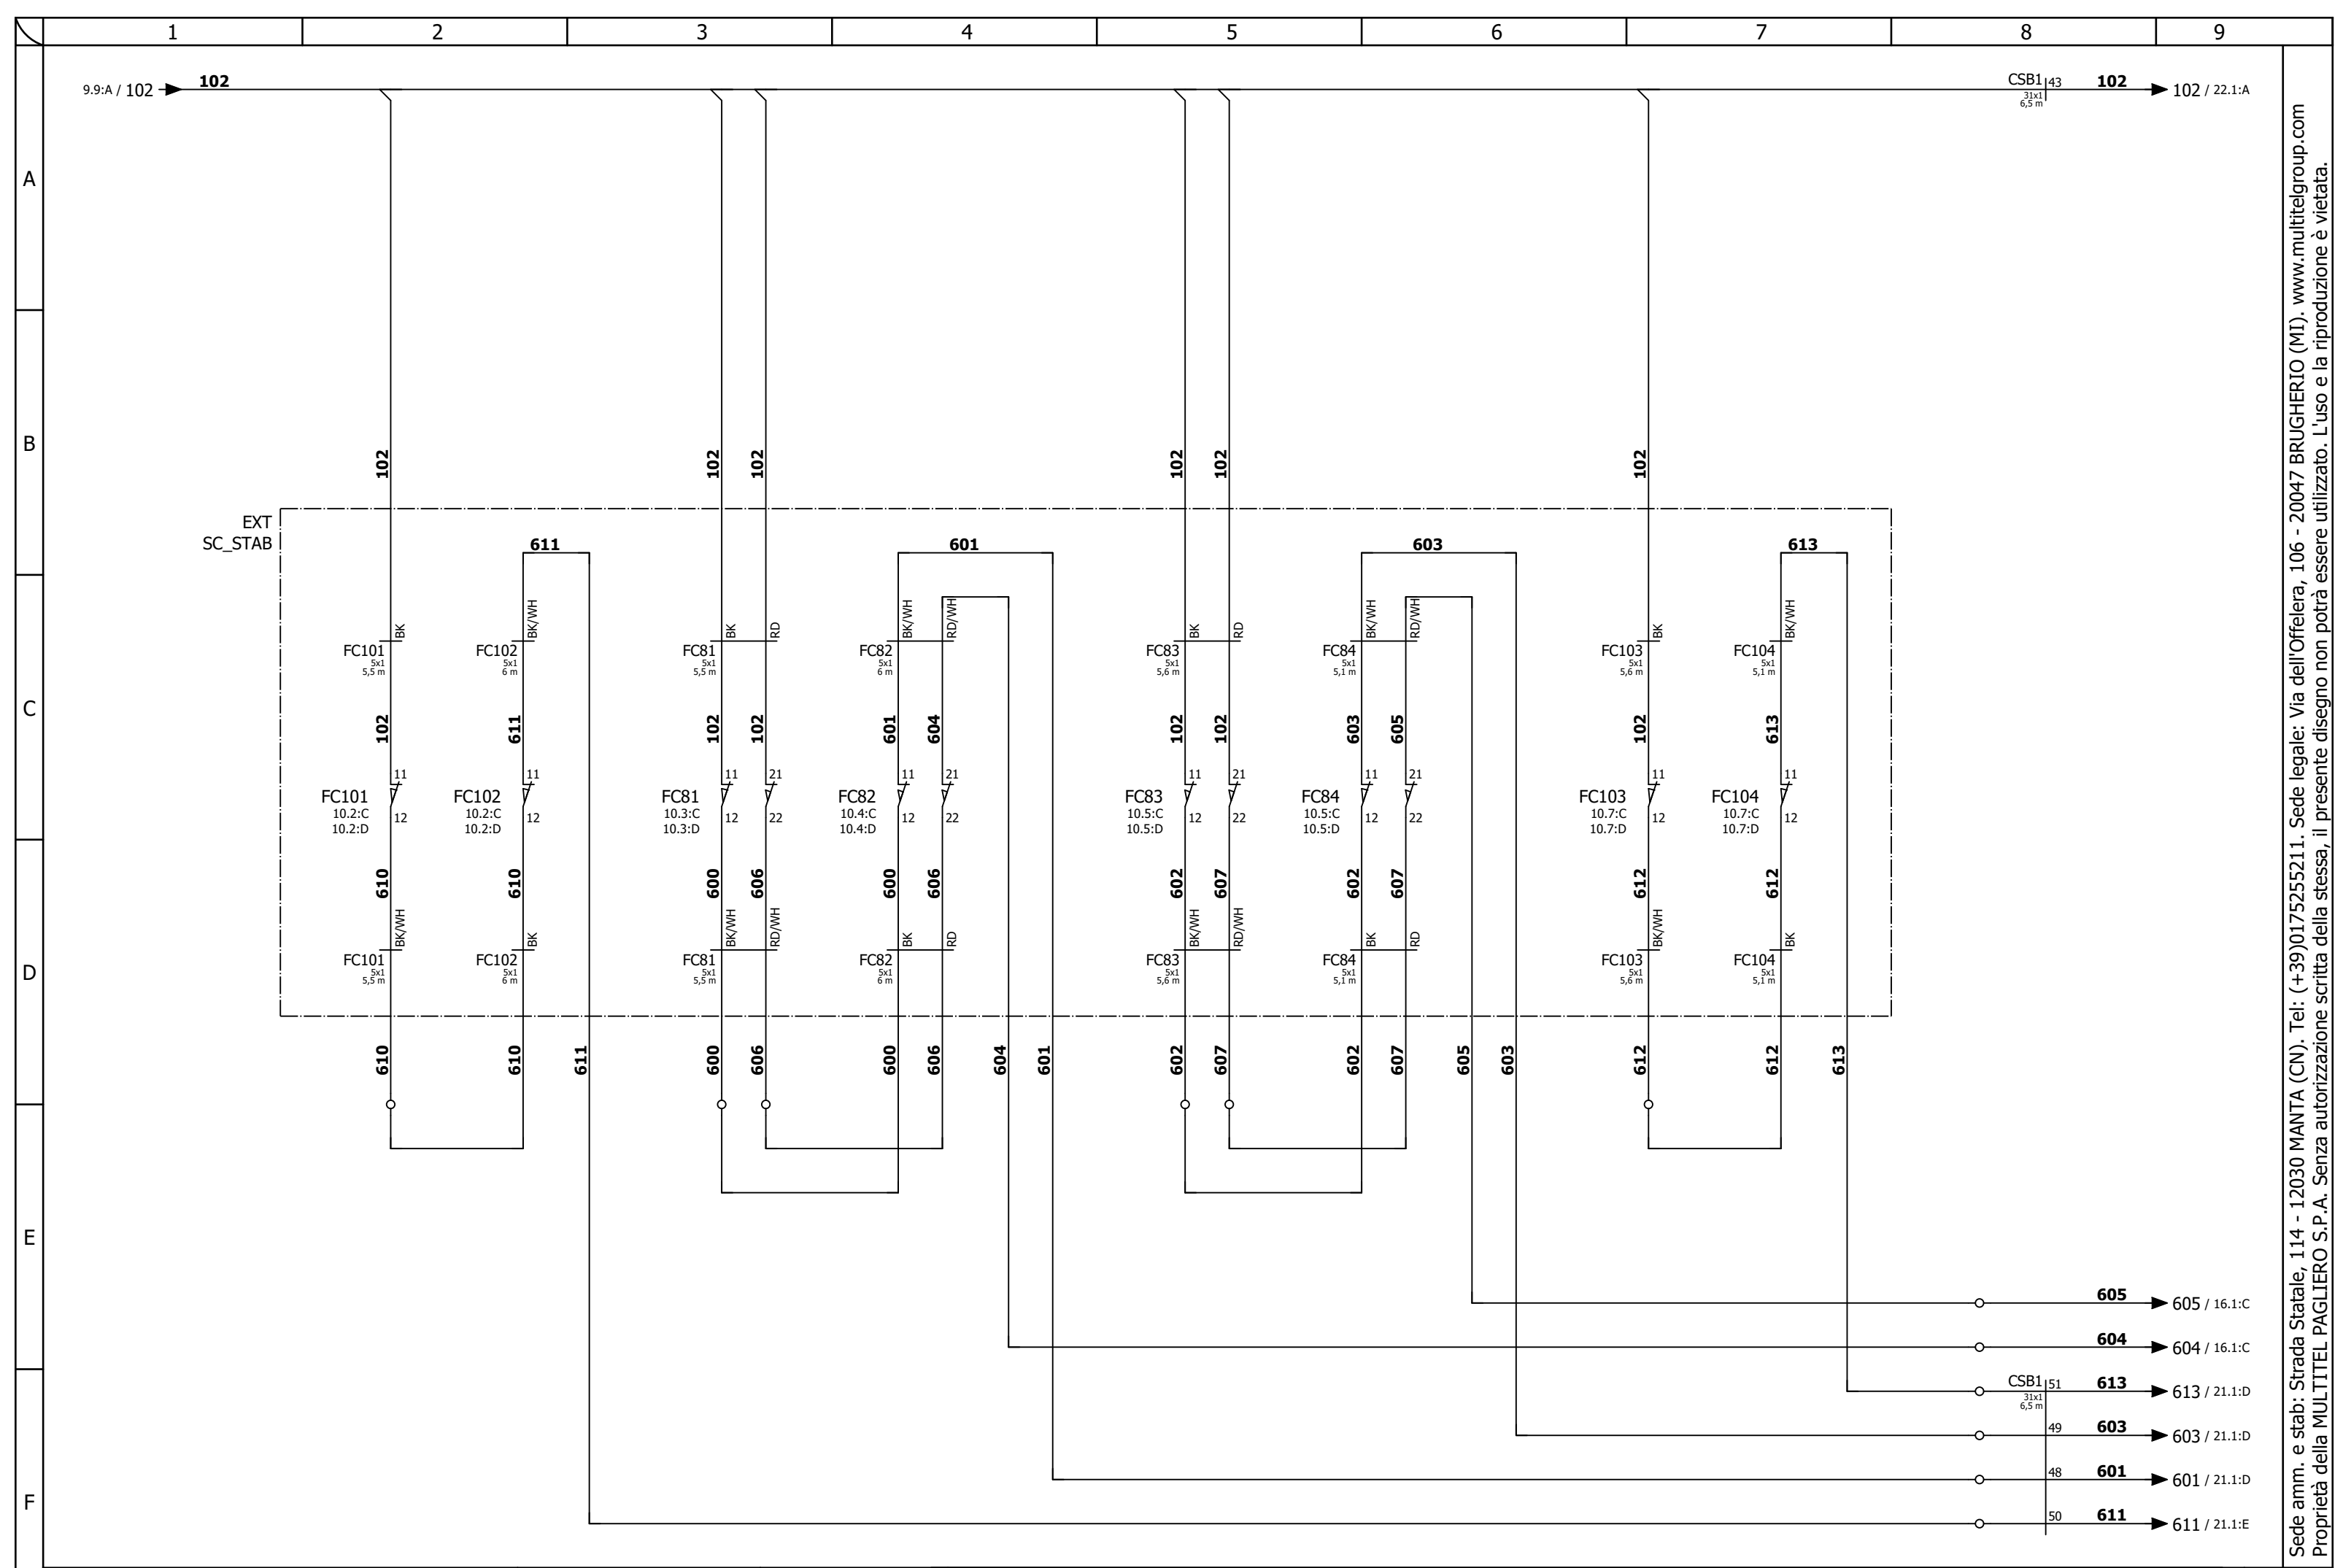 1 2 3 4 5 6 7 8 9
9.9:A / 102 102 CSB1 43 102 102 / 22.1:A
31x1
6,5 m
A
B
102 102 102 102 102 102
EXT
SC_STAB
611 601 603 613
BK BK/WH BK RD BK/WH RD/WH BK RD BK/WH RD/WH BK BK/WH
FC101 FC102 FC81 FC82 FC83 FC84 FC103 FC104
5x1 5x1 5x1 5x1 5x1 5x1 5x1 5x1
5,5 m 6 m 5,5 m 6 m 5,6 m 5,1 m 5,6 m 5,1 m
C
102 611 102 102 601 604 102 102 603 605 102 613
11 11 11 21 11 21 11 21 11 21 11 11
FC101 FC102 FC81 FC82 FC83 FC84 FC103 FC104
10.2:C 10.2:C 10.3:C 10.4:C 10.5:C 10.5:C 10.7:C 10.7:C
12 12 12 22 12 22 12 22 12 22 12 12
10.2:D 10.2:D 10.3:D 10.4:D 10.5:D 10.5:D 10.7:D 10.7:D
610 610 600 606 600 606 602 607 602 607 612 612
BK/WH BK BK/WH RD/WH BK RD BK/WH RD/WH BK RD BK/WH BK
D
FC101 FC102 FC81 FC82 FC83 FC84 FC103 FC104
5x1 5x1 5x1 5x1 5x1 5x1 5x1 5x1
5,5 m 6 m 5,5 m 6 m 5,6 m 5,1 m 5,6 m 5,1 m
610 610 611 600 606 600 606 604 601 602 607 602 607 605 603 612 612 613
E
605 605 / 16.1:C
604 604 / 16.1:C
CSB1 51 613 613 / 21.1:D
31x1
6,5 m
49 603 603 / 21.1:D
48 601 601 / 21.1:D
F
50 611 611 / 21.1:E
Sede amm. e stab: Strada Statale, 114 - 12030 MANTA (CN). Tel: (+39)0175255211. Sede legale: Via dell'Offelera, 106 - 20047 BRUGHERIO (MI). www.multitelgroup.com
Proprietà della MULTITEL PAGLIERO S.P.A. Senza autorizzazione scritta della stessa, il presente disegno non potrà essere utilizzato. L'uso e la riproduzione è vietata.